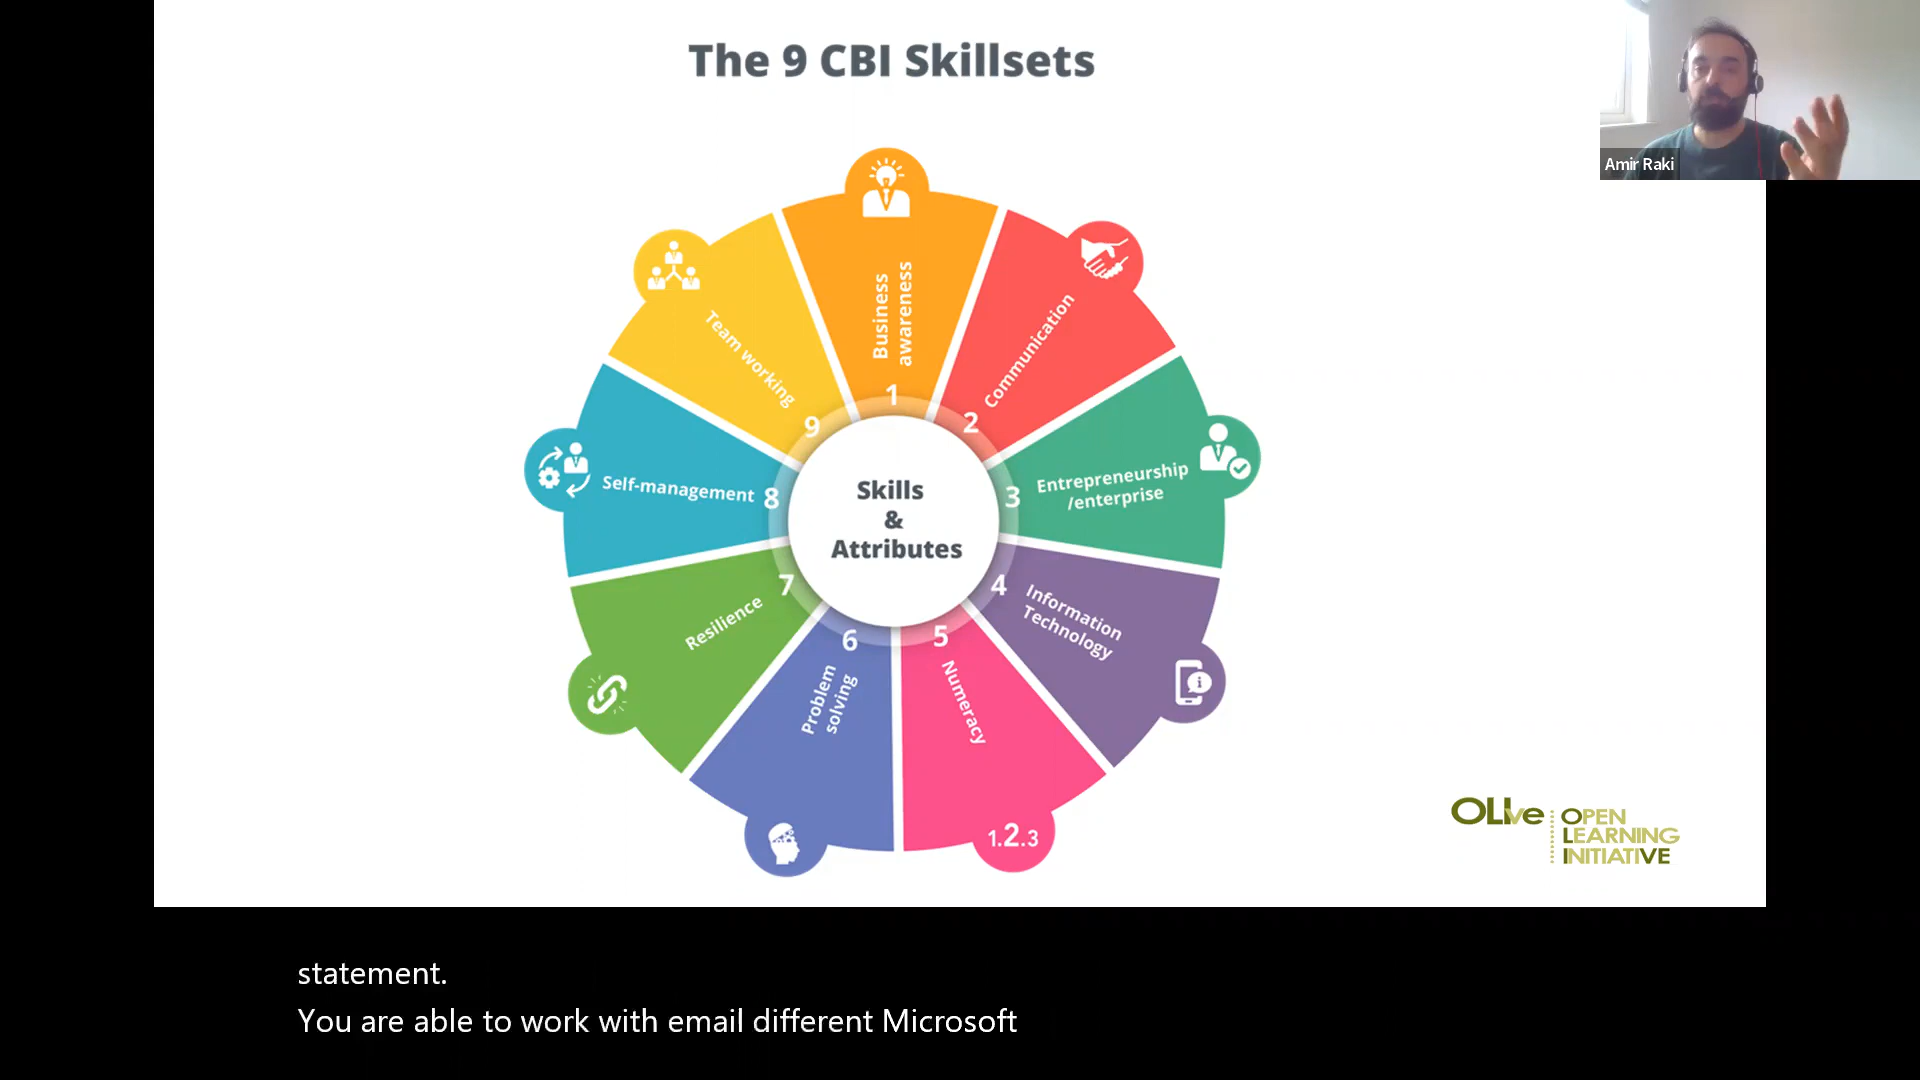 The 9 CBI Skillsets
Amir Raki
Business
awareness
1
Communication
2
Entrepreneurship
/enterprise
3
Information
Technology
4
Numeracy
5
1.2.3
Problem
solving
6
Resilience
7
Self-management
8
Team working
9
Skills
&
Attributes
OLIve
OPEN
LEARNING
INITIATIVE
statement.
You are able to work with email different Microsoft